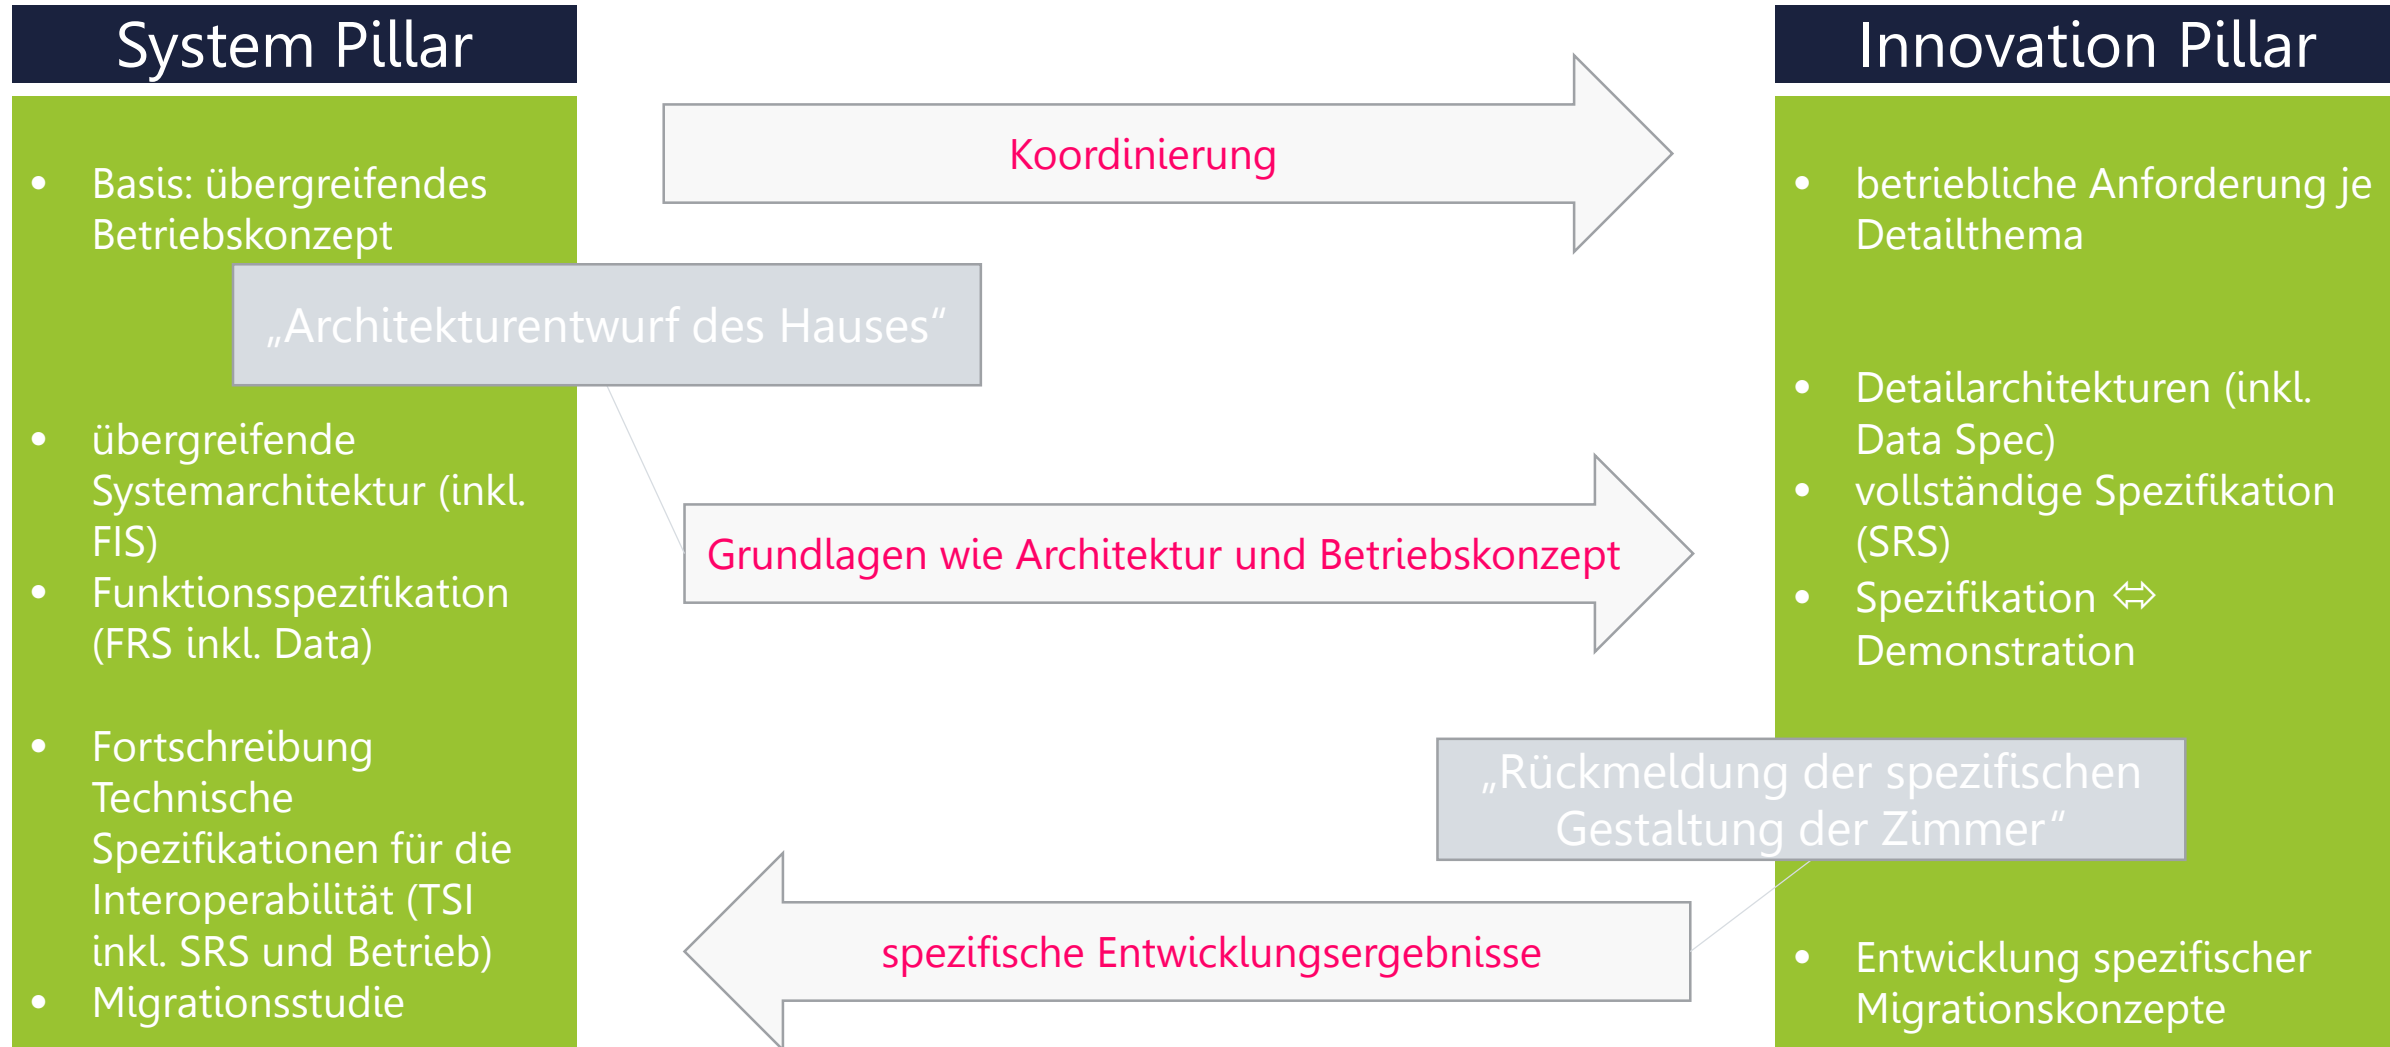 System Pillar
• Basis: übergreifendes
Betriebskonzept
„Architekturentwurf des Hauses“
• übergreifende
Systemarchitektur (inkl.
FIS)
• Funktionsspezifikation
(FRS inkl. Data)
• Fortschreibung
Technische
Spezifikationen für die
Interoperabilität (TSI
inkl. SRS und Betrieb)
• Migrationsstudie
Koordinierung
Grundlagen wie Architektur und Betriebskonzept
spezifische Entwicklungsergebnisse
Innovation Pillar
• betriebliche Anforderung je
Detailthema
• Detailarchitekturen (inkl.
Data Spec)
• vollständige Spezifikation
(SRS)
• Spezifikation ⬄
Demonstration
„Rückmeldung der spezifischen
Gestaltung der Zimmer“
• Entwicklung spezifischer
Migrationskonzepte